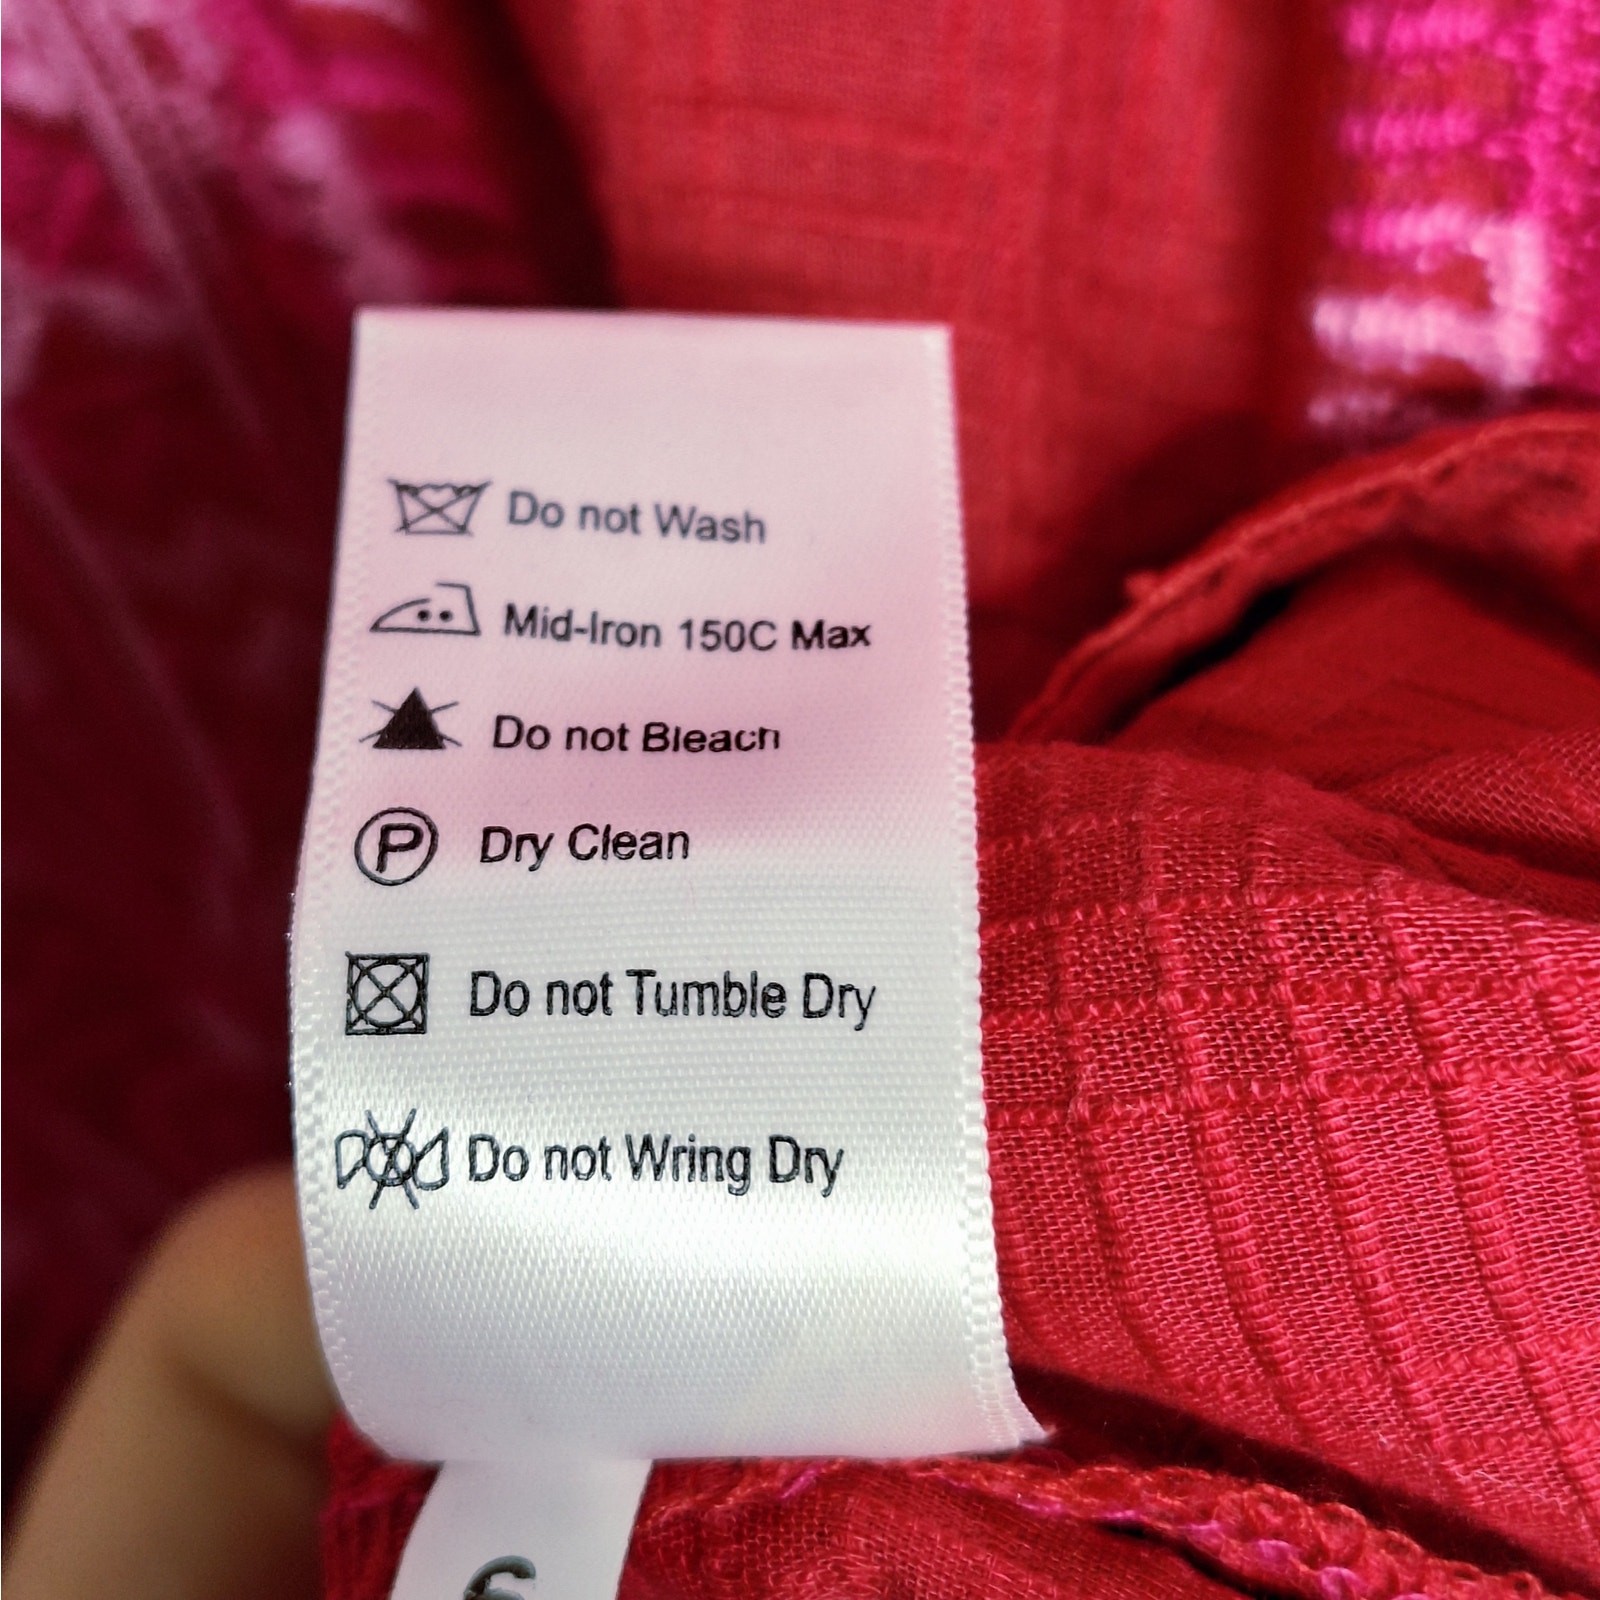 Do not Wash
Mid-Iron 150C Max
Do not Bleach
P Dry Clean
Do not Tumble Dry
Do not Wring Dry